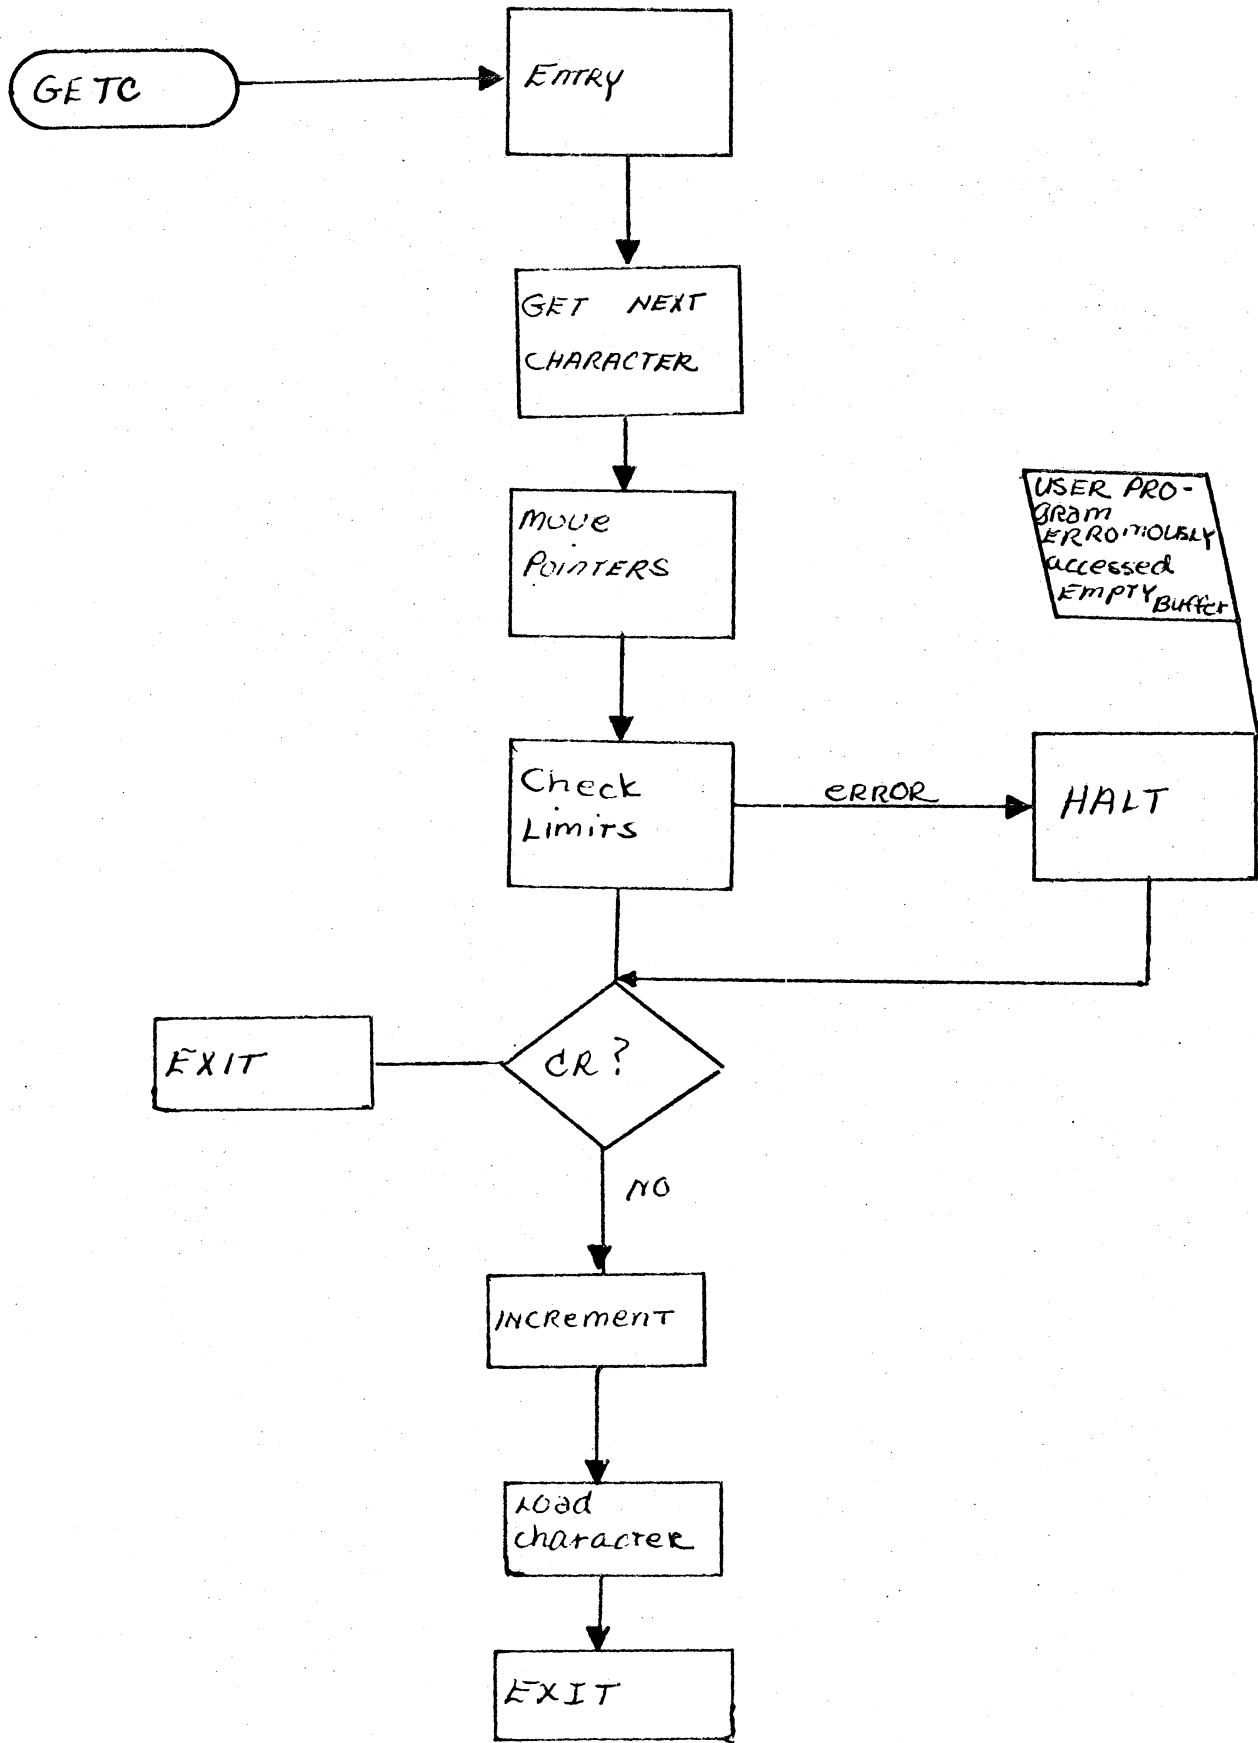 GETC
ENTRY
GET NEXT
CHARACTER
MOVE
POINTERS
USER PRO-
GRAM
ERRONIOUSLY
accessed
EMPTY Buffer
Check
Limits
ERROR
HALT
EXIT
CR?
NO
INCREMENT
Load
character
EXIT